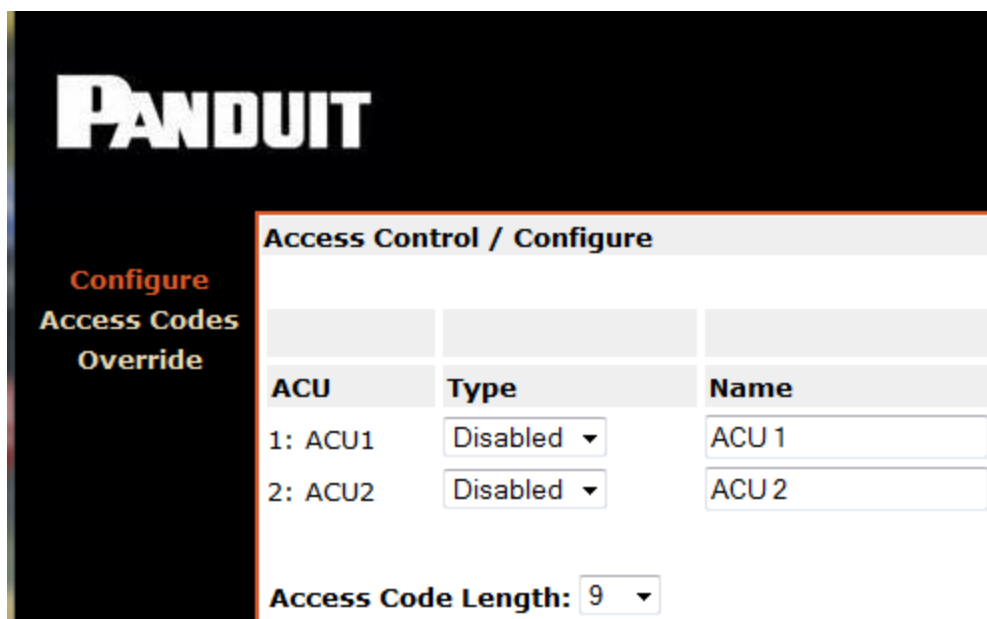 PANDUIT
Access Control / Configure
Configure
Access Codes
Override
ACU Type Name
1: ACU1 Disabled ACU 1
2: ACU2 Disabled ACU 2
Access Code Length: 9